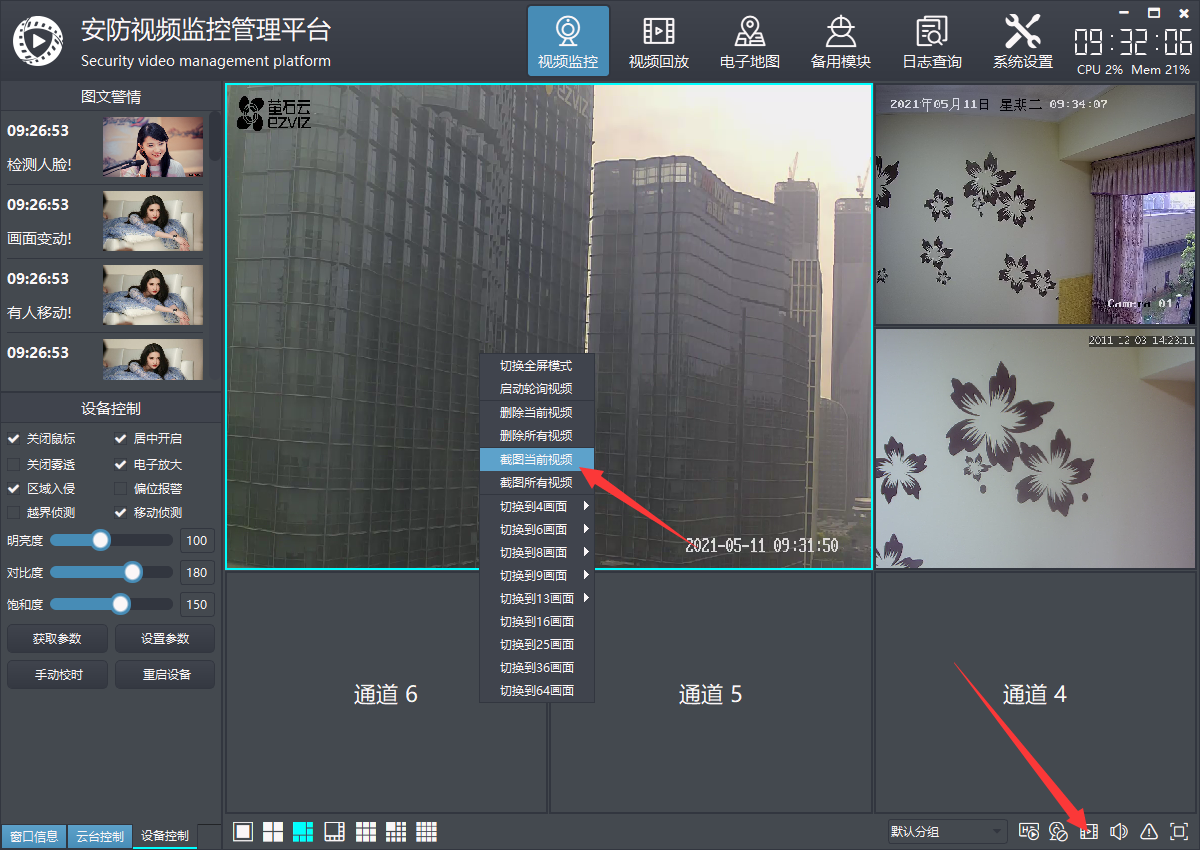 安防视频监控管理平台
Security video management platform
视频监控
视频回放
电子地图
备用模块
日志查询
系统设置
09:32:06
CPU 2% Mem 21%
图文警情
09:26:53
检测人脸!
09:26:53
画面变动!
09:26:53
有人移动!
09:26:53
设备控制
关闭鼠标
居中开启
关闭雾透
电子放大
区域入侵
偏位报警
越界侦测
移动侦测
明亮度
100
对比度
180
饱和度
150
获取参数
设置参数
手动校时
重启设备
窗口信息
云台控制
设备控制
萤石云
EZVIZ
EZVIZ
2021-05-11 09:31:50
2021年05月11日 星期二 09:34:07
Camera 01
2011-12-03 14:23:11
切换全屏模式
启动轮询视频
删除当前视频
删除所有视频
截图当前视频
截图所有视频
切换到4画面
切换到6画面
切换到8画面
切换到9画面
切换到13画面
切换到16画面
切换到25画面
切换到36画面
切换到64画面
通道 6
通道 5
通道 4
默认分组